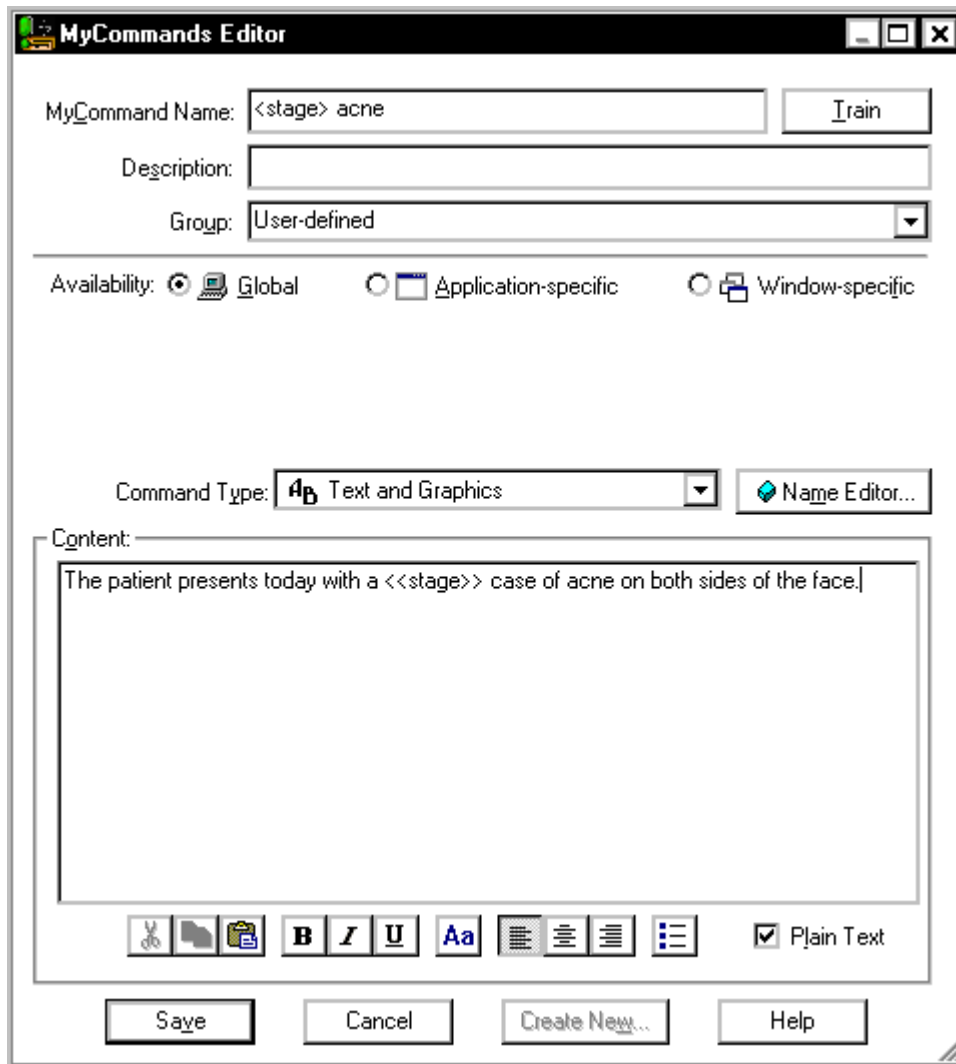 MyCommands Editor
MyCommand Name: <stage> acne Train
Description:
Group: User-defined
Availability: Global Application-specific Window-specific
Command Type: AB Text and Graphics Name Editor...
Content:
The patient presents today with a <<stage>> case of acne on both sides of the face.
B I U Aa Plain Text
Save Cancel Create New... Help